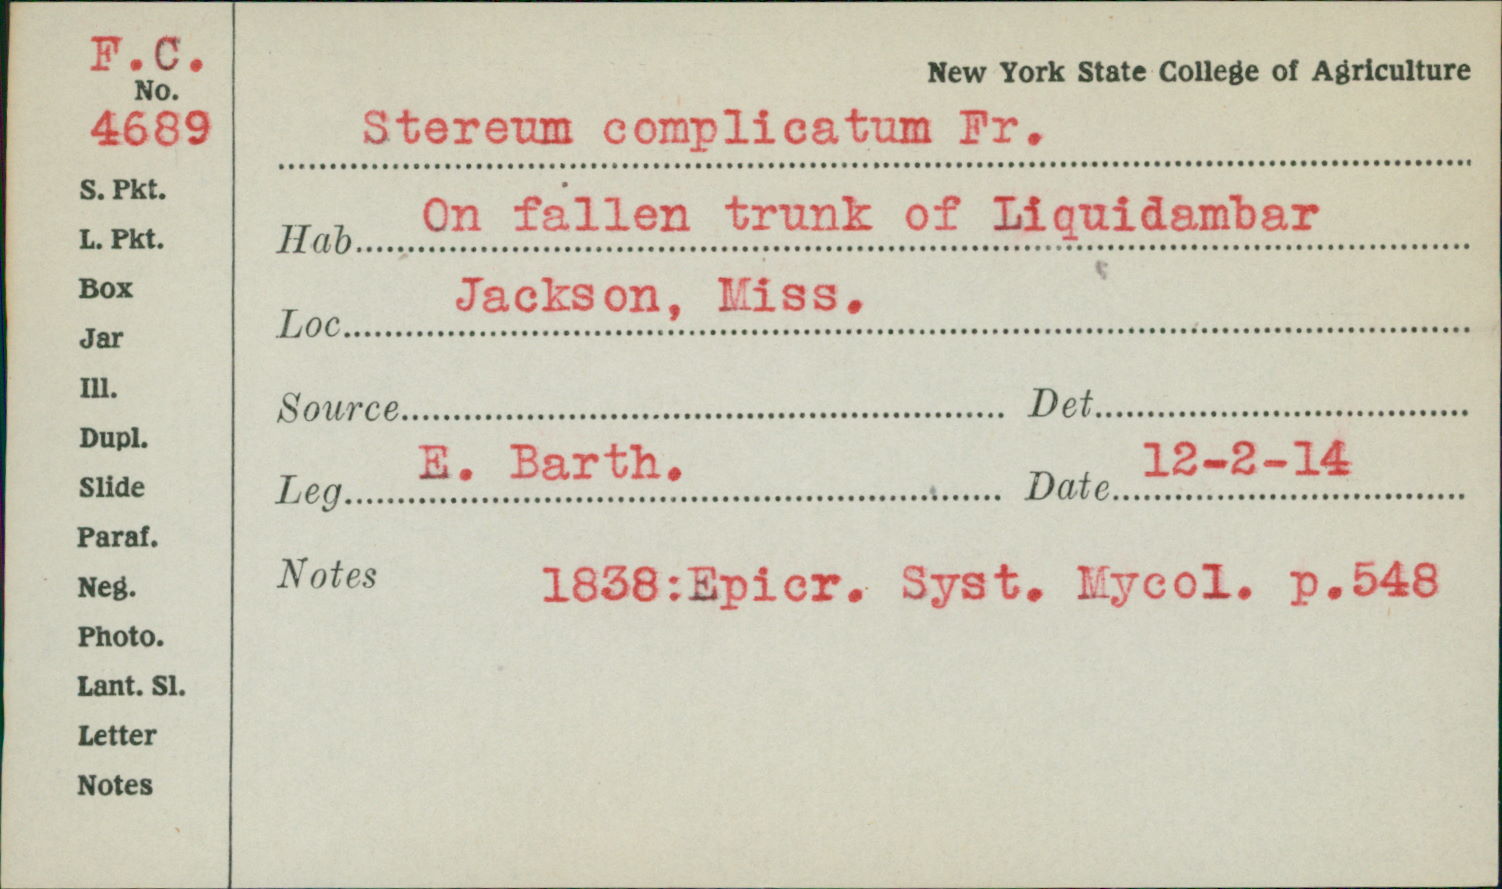 F.C.
No.
4689
S. Pkt.
L. Pkt.
Box
Jar
Ill.
Dupl.
Slide
Paraf.
Neg.
Photo.
Lant. Sl.
Letter
Notes
New York State College of Agriculture
Stereum complicatum Fr.
Hab. On fallen trunk of Liquidambar
Loc. Jackson, Miss.
Source Det.
Leg. E. Barth. Date 12-2-14
Notes 1838:Epicr. Syst. Mycol. p.548